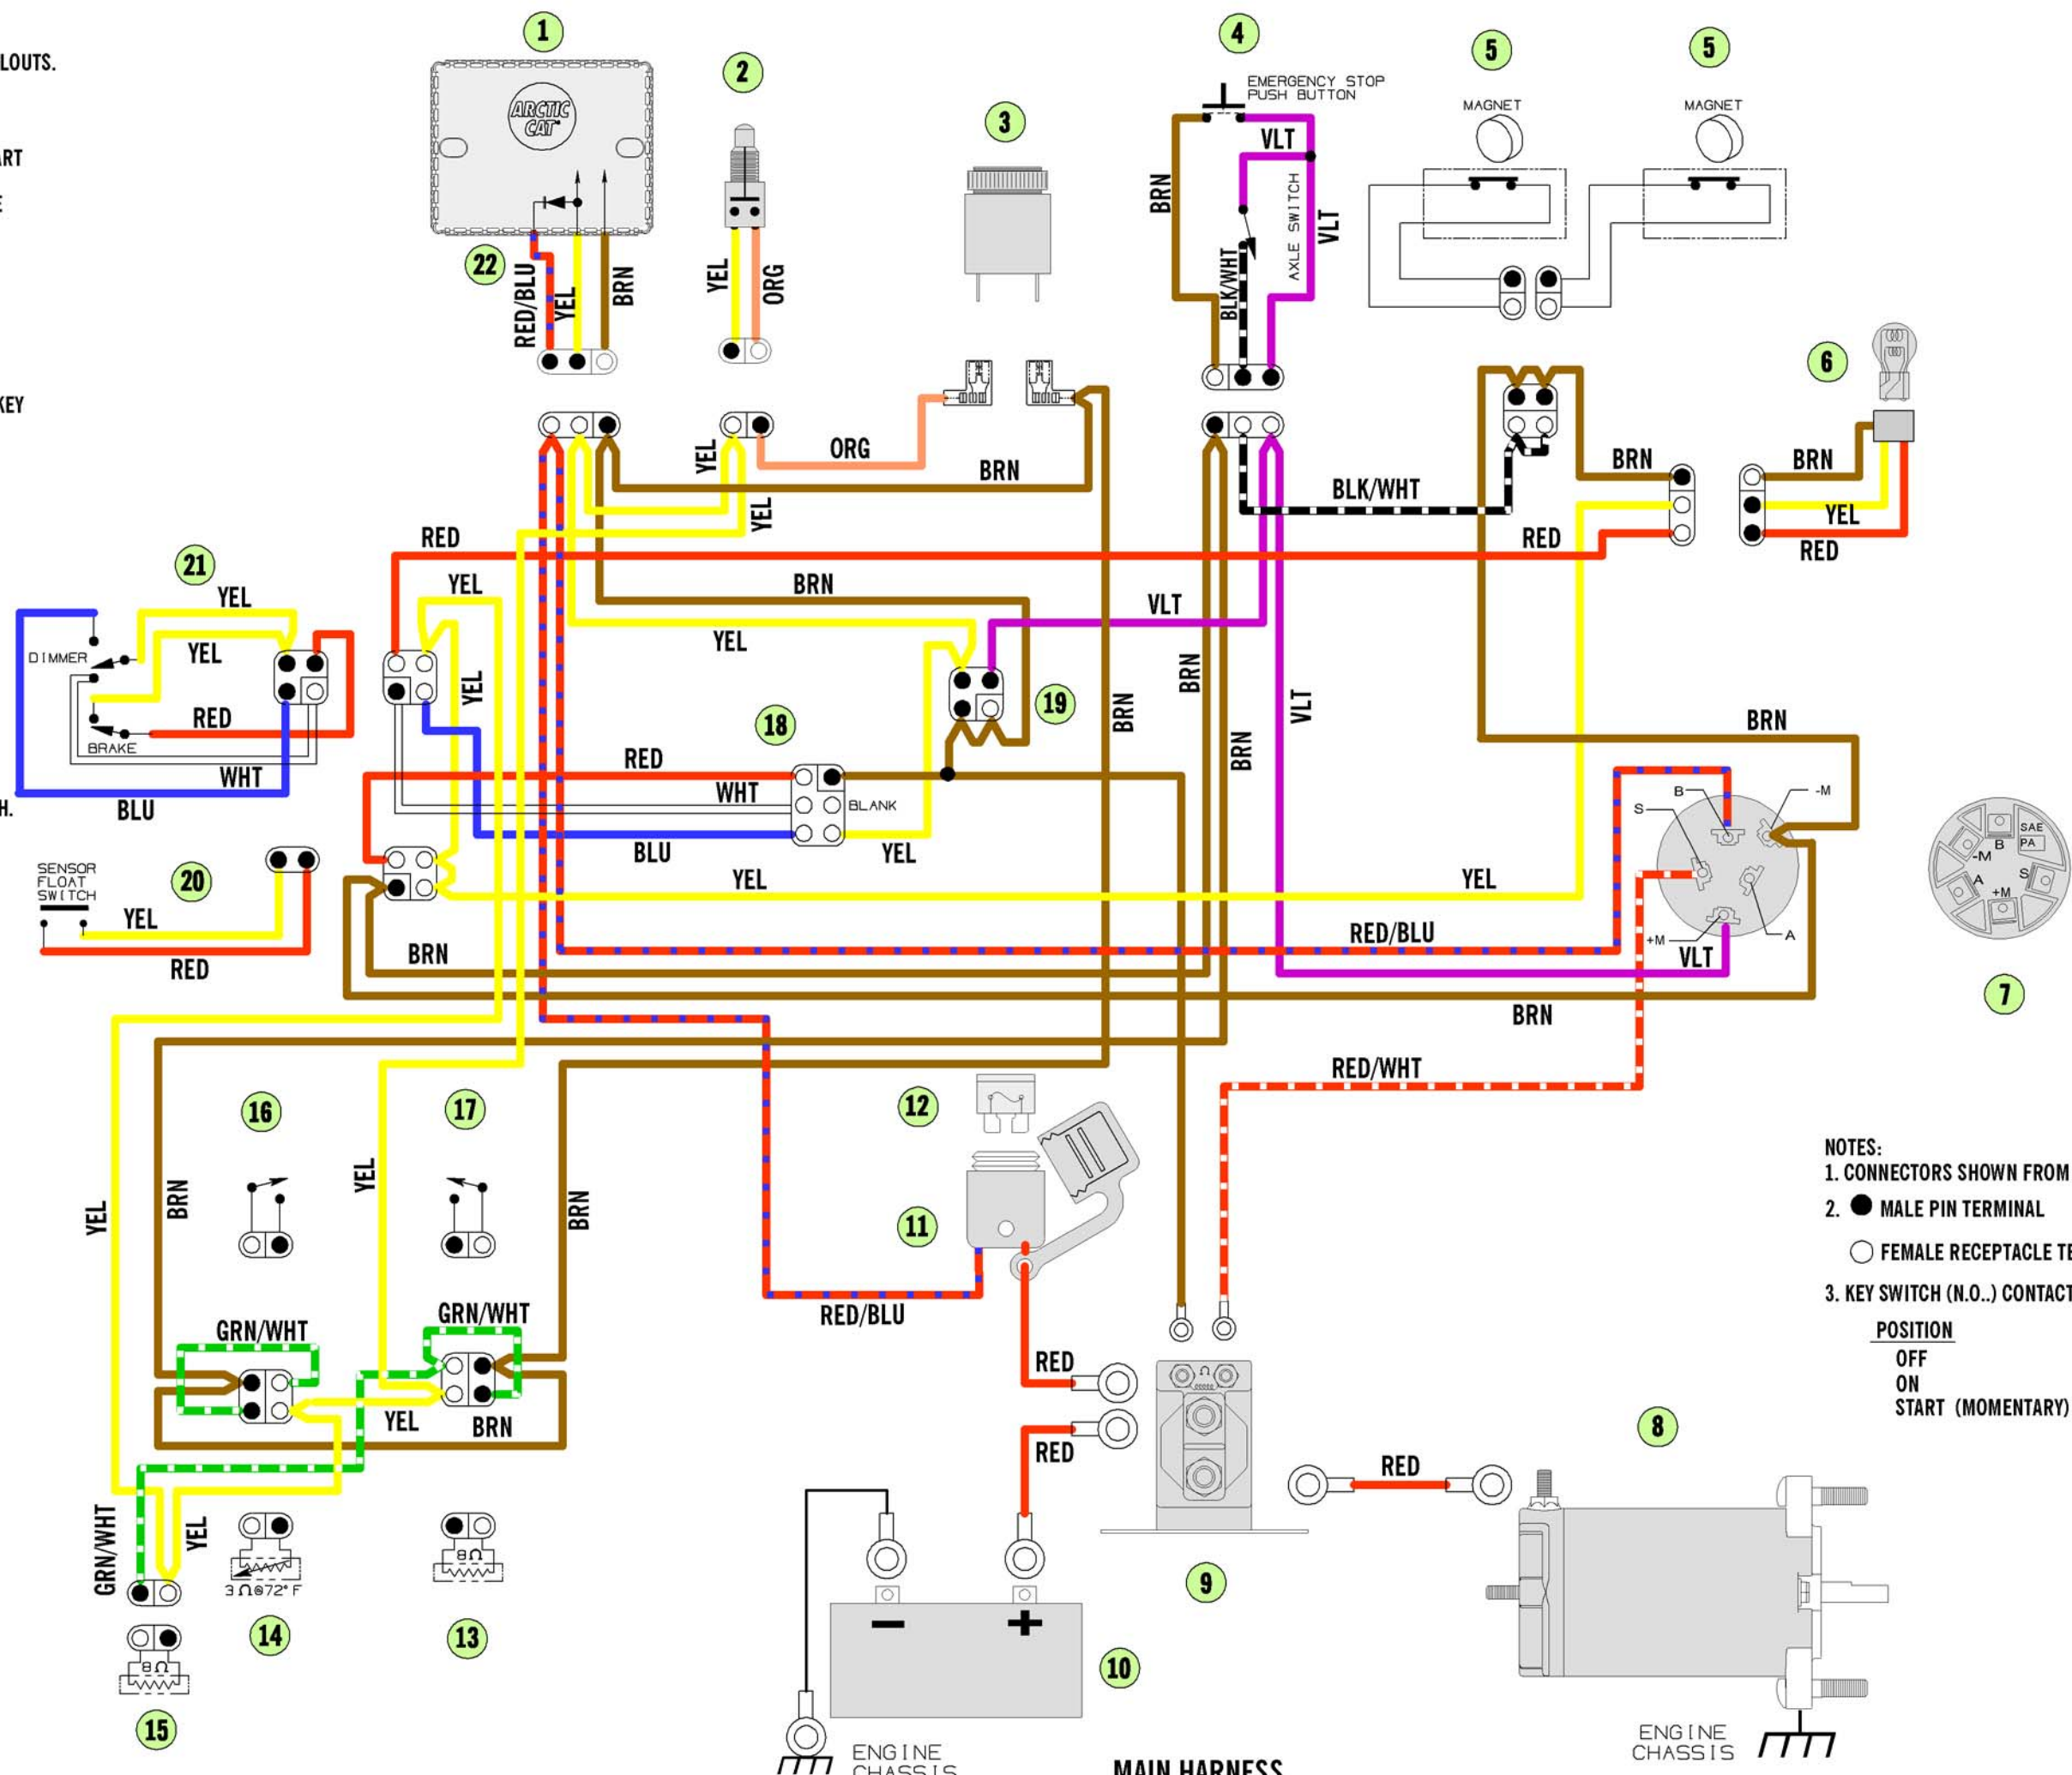 LOUTS.
ART
E
KEY
H.
1
2
3
4
5
5
EMERGENCY STOP
PUSH BUTTON
MAGNET
MAGNET
ARCTIC
CAT
VLT
BRN
AXLE SWITCH
VLT
BLK/WHT
22
RED/BLU
YEL
BRN
YEL
ORG
6
YEL
ORG
BRN
YEL
BLK/WHT
BRN
BRN
YEL
RED
RED
RED
21
YEL
YEL
BRN
VLT
DIMMER
YEL
YEL
YEL
BRN
RED
BRAKE
18
19
BRN
VLT
BRN
BRN
WHT
BLU
RED
WHT
BLANK
BLU
YEL
B
-M
S
+M
A
SAE
PA
B
-M
S
A
+M
SENSOR
FLOAT
SWITCH
20
YEL
RED
YEL
YEL
BRN
RED/BLU
VLT
BRN
7
16
17
12
RED/WHT
YEL
BRN
YEL
BRN
11
NOTES:
1. CONNECTORS SHOWN FROM
2. MALE PIN TERMINAL
FEMALE RECEPTACLE TE
3. KEY SWITCH (N.O..) CONTACT
POSITION
OFF
ON
START (MOMENTARY)
GRN/WHT
GRN/WHT
RED/BLU
RED
Ω
YEL
BRN
RED
RED
8
GRN/WHT
YEL
3Ω@72°F
8Ω
9
14
13
8Ω
15
− +
10
ENGINE
CHASSIS
ENGINE
CHASSIS
MAIN HARNESS